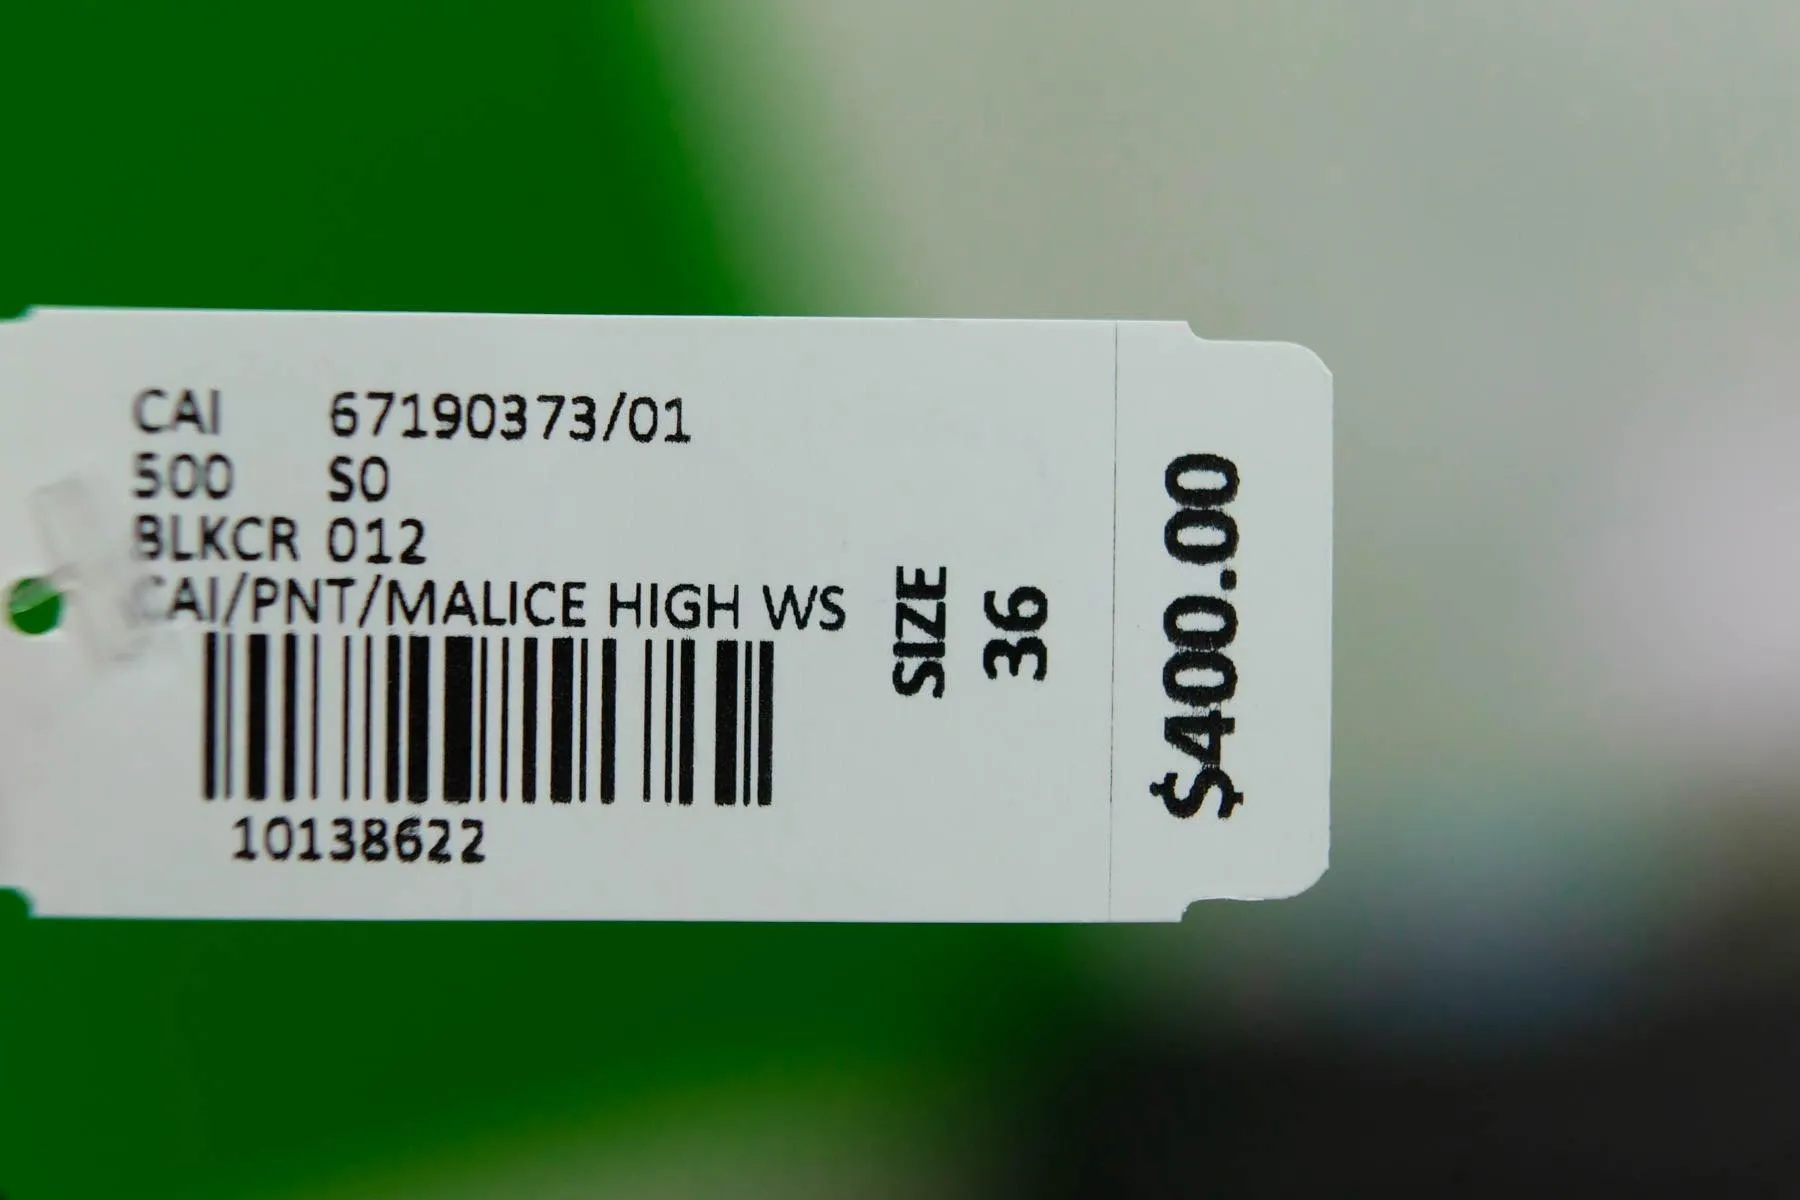 CAI 67190373/01
500 S0
BLKCR 012
CAI/PNT/MALICE HIGH WS
10138622
SIZE
36
$400.00